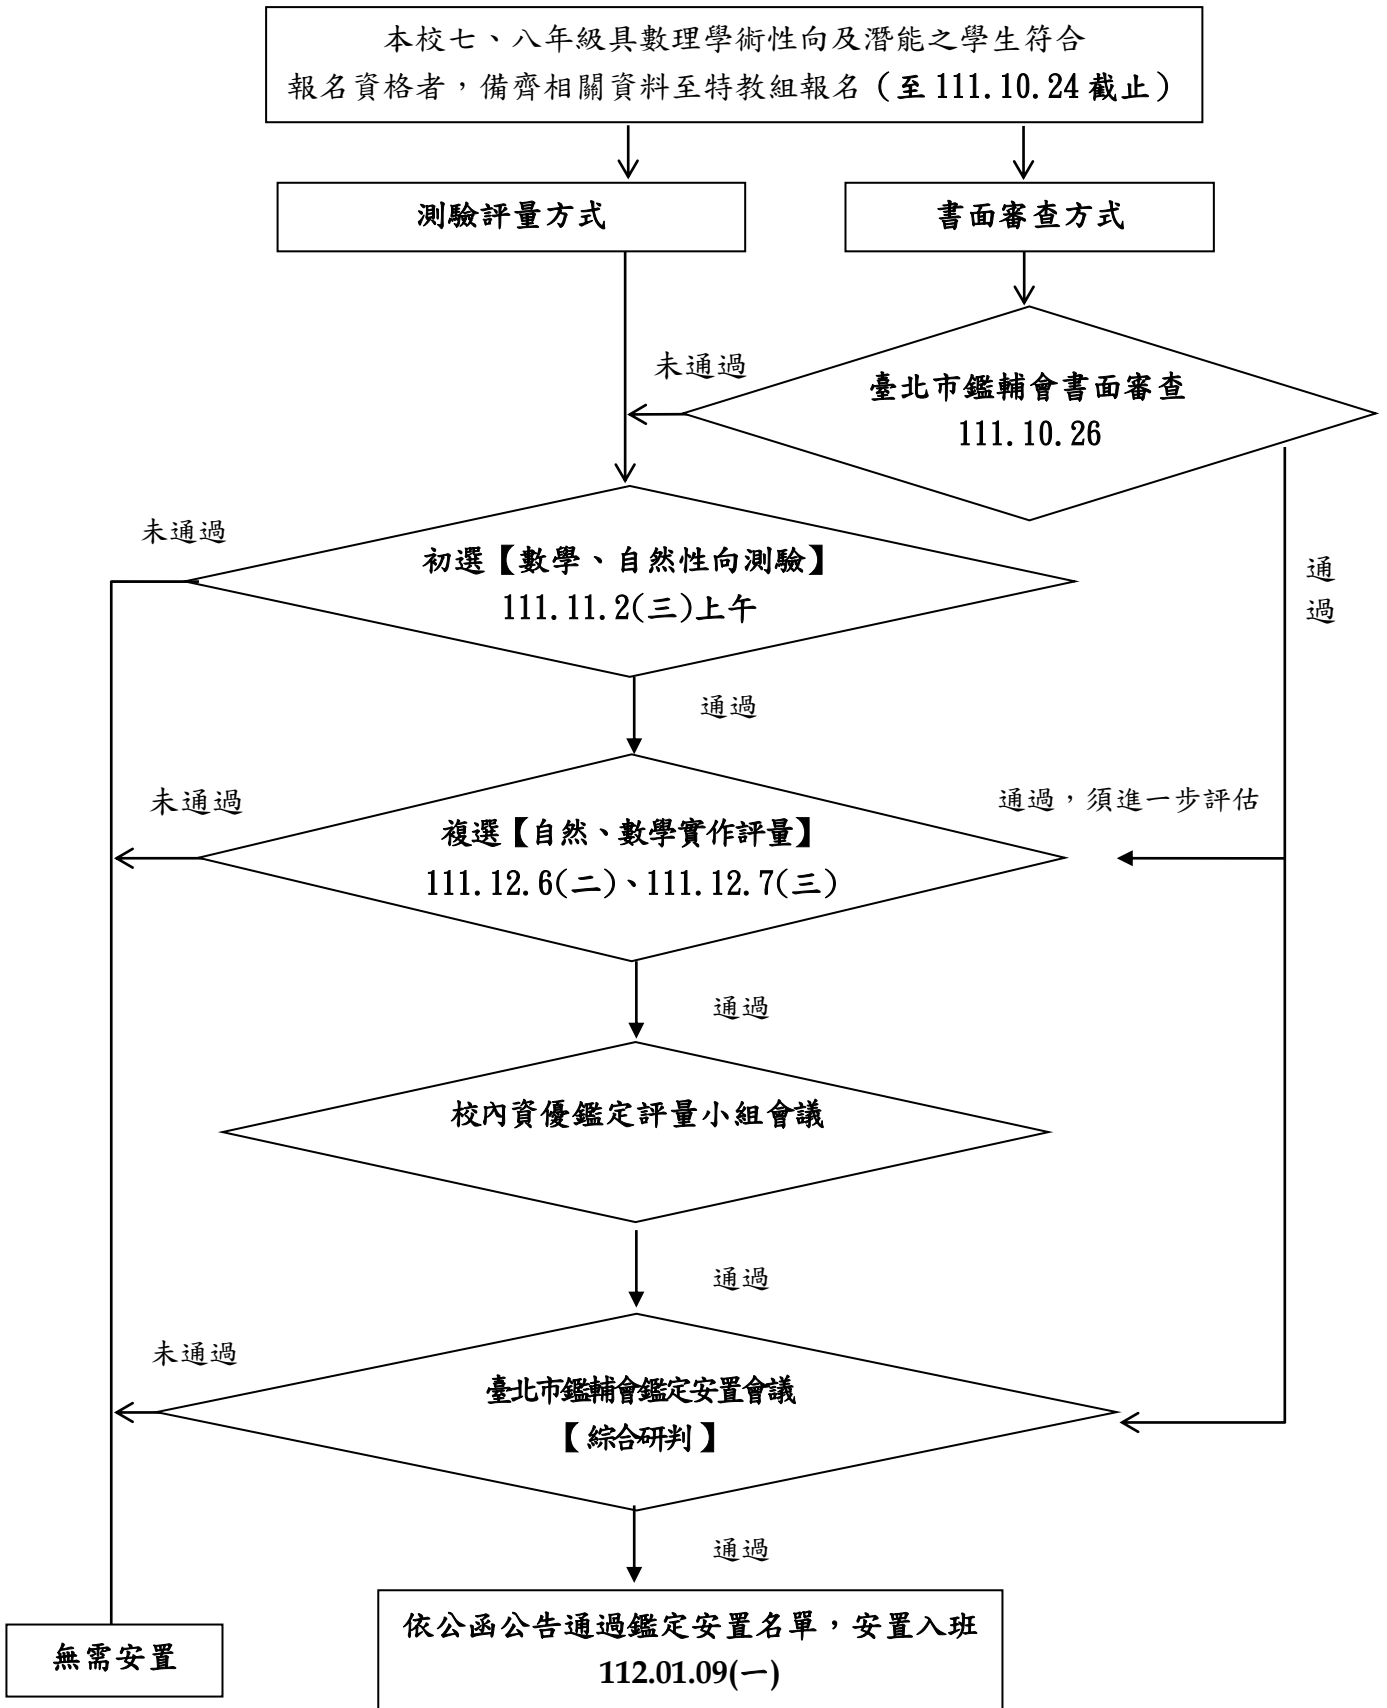 本校七、八年級具數理學術性向及潛能之學生符合
報名資格者，備齊相關資料至特教組報名（至 111.10.24 截止）
測驗評量方式
書面審查方式
未通過
臺北市鑑輔會書面審查
111.10.26
未通過
初選【數學、自然性向測驗】
111.11.2(三)上午
通
過
通過
未通過
複選【自然、數學實作評量】
111.12.6(二)、111.12.7(三)
通過，須進一步評估
通過
校內資優鑑定評量小組會議
通過
未通過
臺北市鑑輔會鑑定安置會議
【綜合研判】
通過
無需安置
依公函公告通過鑑定安置名單，安置入班
112.01.09(一)